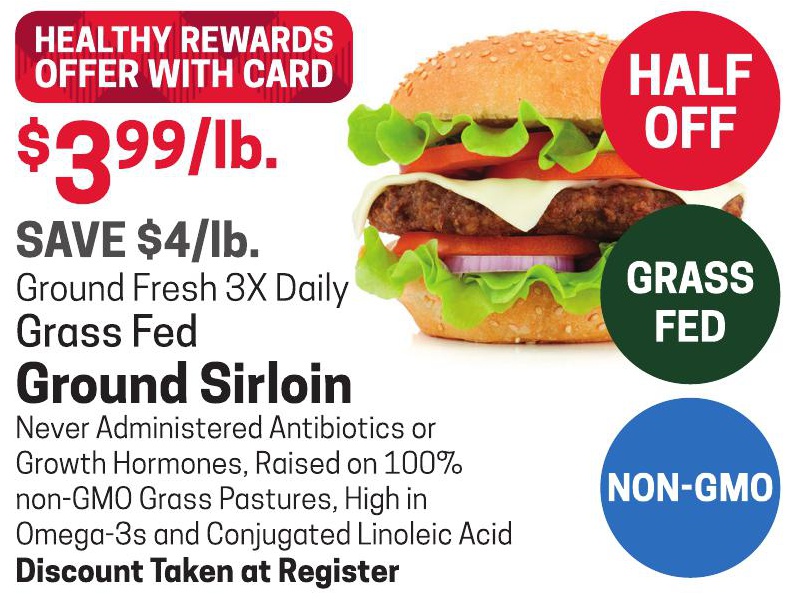 HEALTHY REWARDS
OFFER WITH CARD
$3.99/lb.
SAVE $4/lb.
Ground Fresh 3X Daily
Grass Fed
Ground Sirloin
Never Administered Antibiotics or
Growth Hormones, Raised on 100%
non-GMO Grass Pastures, High in
Omega-3s and Conjugated Linoleic Acid
Discount Taken at Register
HALF
OFF
GRASS
FED
NON-GMO